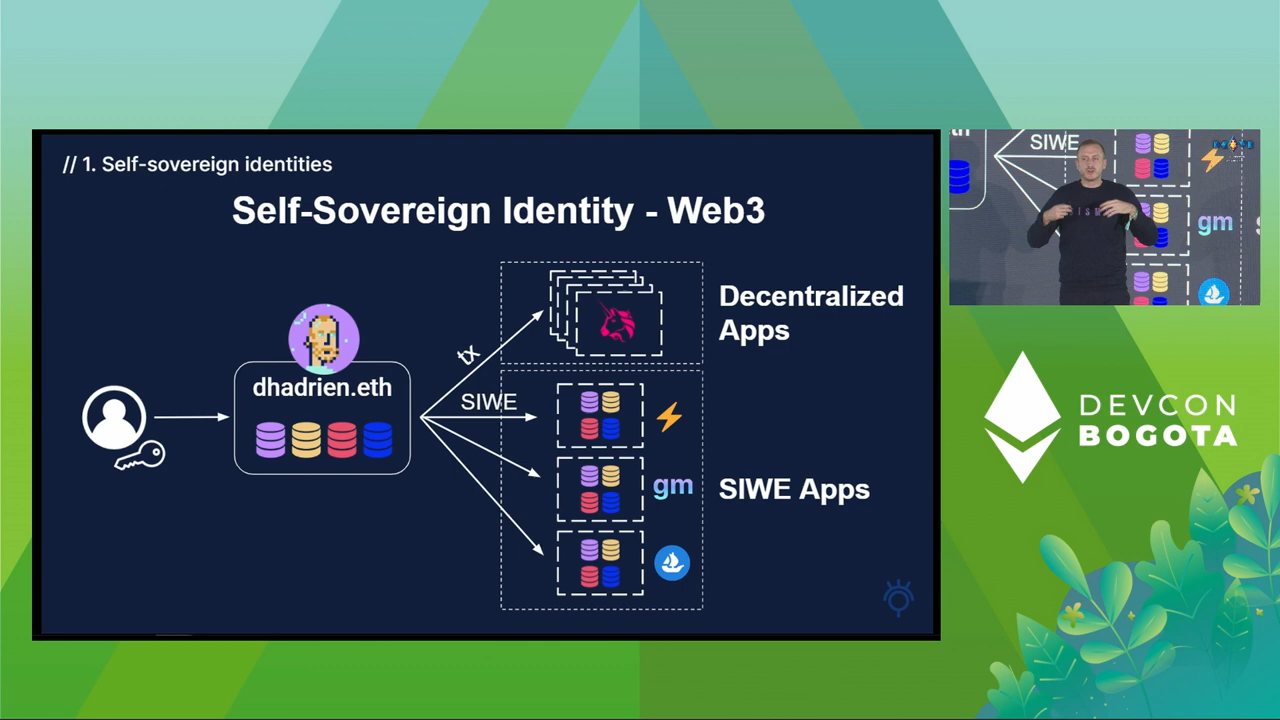 // 1. Self-sovereign identities
Self-Sovereign Identity - Web3
dhadrien.eth
tx
SIWE
Decentralized
Apps
gm
SIWE Apps
SIWE
gm
DEVCON
BOGOTA